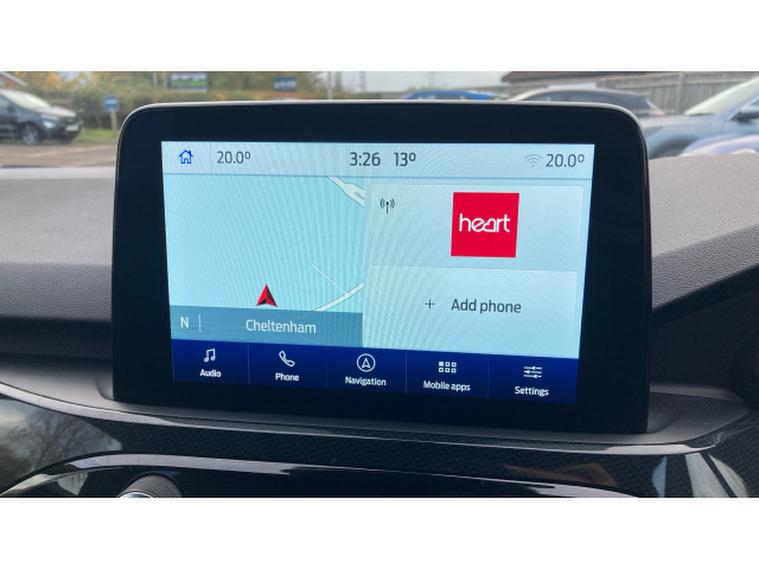 20.0° 3:26 13° 20.0°
heart
+ Add phone
N Cheltenham
Audio Phone Navigation Mobile apps Settings